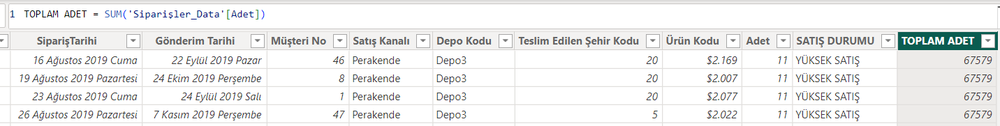 1 TOPLAM ADET = SUM('Siparişler_Data'[Adet])
SiparişTarihi Gönderim Tarihi Müşteri No Satış Kanalı Depo Kodu Teslim Edilen Şehir Kodu Ürün Kodu Adet SATIŞ DURUMU TOPLAM ADET
16 Ağustos 2019 Cuma 22 Eylül 2019 Pazar 46 Perakende Depo3 20 $2.169 11 YÜKSEK SATIŞ 67579
19 Ağustos 2019 Pazartesi 24 Ekim 2019 Perşembe 8 Perakende Depo3 20 $2.007 11 YÜKSEK SATIŞ 67579
23 Ağustos 2019 Cuma 24 Eylül 2019 Salı 1 Perakende Depo3 20 $2.077 11 YÜKSEK SATIŞ 67579
26 Ağustos 2019 Pazartesi 7 Kasım 2019 Perşembe 47 Perakende Depo3 5 $2.022 11 YÜKSEK SATIŞ 67579